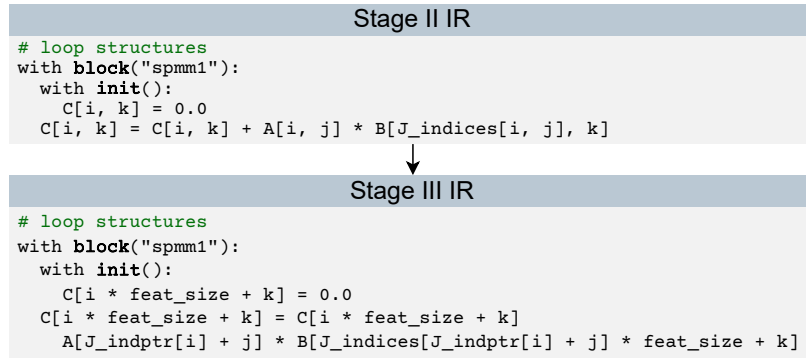 Stage II IR
# loop structures
with block("spmm1"):
  with init():
    C[i, k] = 0.0
  C[i, k] = C[i, k] + A[i, j] * B[J_indices[i, j], k]
Stage III IR
# loop structures
with block("spmm1"):
  with init():
    C[i * feat_size + k] = 0.0
  C[i * feat_size + k] = C[i * feat_size + k]
    A[J_indptr[i] + j] * B[J_indices[J_indptr[i] + j] * feat_size + k]